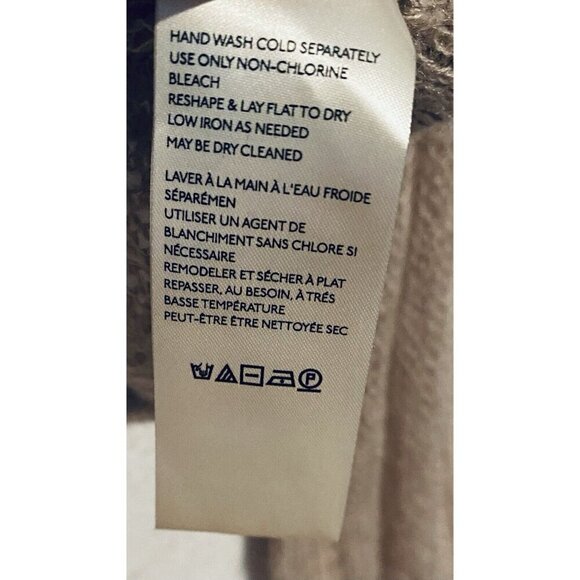 HAND WASH COLD SEPARATELY
USE ONLY NON-CHLORINE
BLEACH
RESHAPE & LAY FLAT TO DRY
LOW IRON AS NEEDED
MAY BE DRY CLEANED
LAVER À LA MAIN À L'EAU FROIDE
SÉPARÉMEN
UTILISER UN AGENT DE
BLANCHIMENT SANS CHLORE SI
NÉCESSAIRE
REMODELER ET SÉCHER À PLAT
REPASSER, AU BESOIN, À TRÉS
BASSE TEMPÉRATURE
PEUT-ÊTRE ÊTRE NETTOYÉE SEC
P